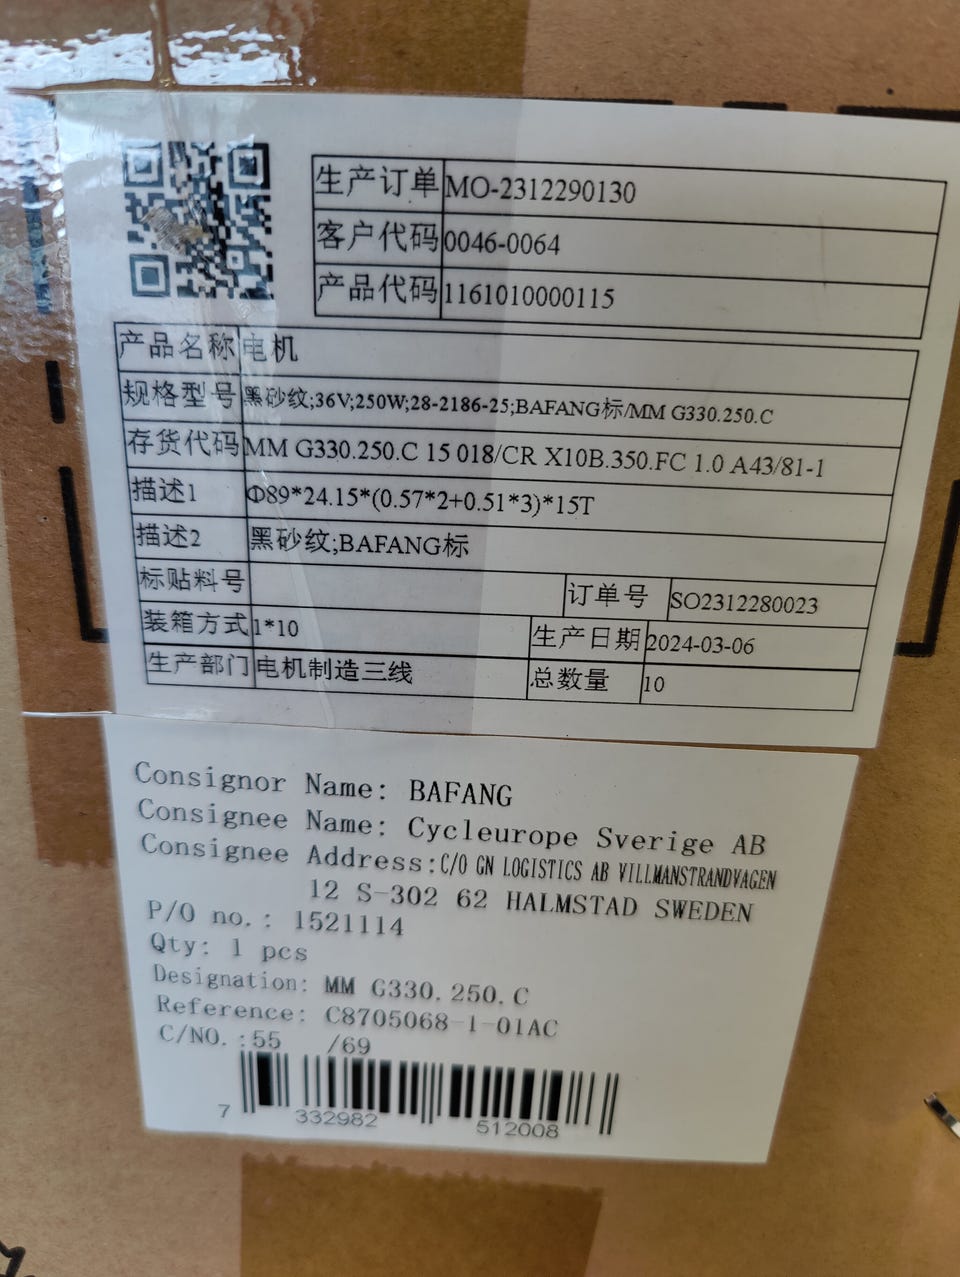 生产订单 MO-2312290130
客户代码 0046-0064
产品代码 1161010000115
产品名称 电机
规格型号 黑砂纹;36V;250W;28-2186-25;BAFANG标/MM G330.250.C
存货代码 MM G330.250.C 15 018/CR X10B.350.FC 1.0 A43/81-1
描述1 Φ89*24.15*(0.57*2+0.51*3)*15T
描述2 黑砂纹;BAFANG标
标贴料号 订单号 SO2312280023
装箱方式 1*10 生产日期 2024-03-06
生产部门 电机制造三线 总数量 10
Consignor Name: BAFANG
Consignee Name: Cycleurope Sverige AB
Consignee Address:C/O GN LOGISTICS AB VILLMANSTRANDVAGEN
12 S-302 62 HALMSTAD SWEDEN
P/O no.: 1521114
Qty: 1 pcs
Designation: MM G330.250.C
Reference: C8705068-1-01AC
C/NO.:55 /69
7 332982 512008